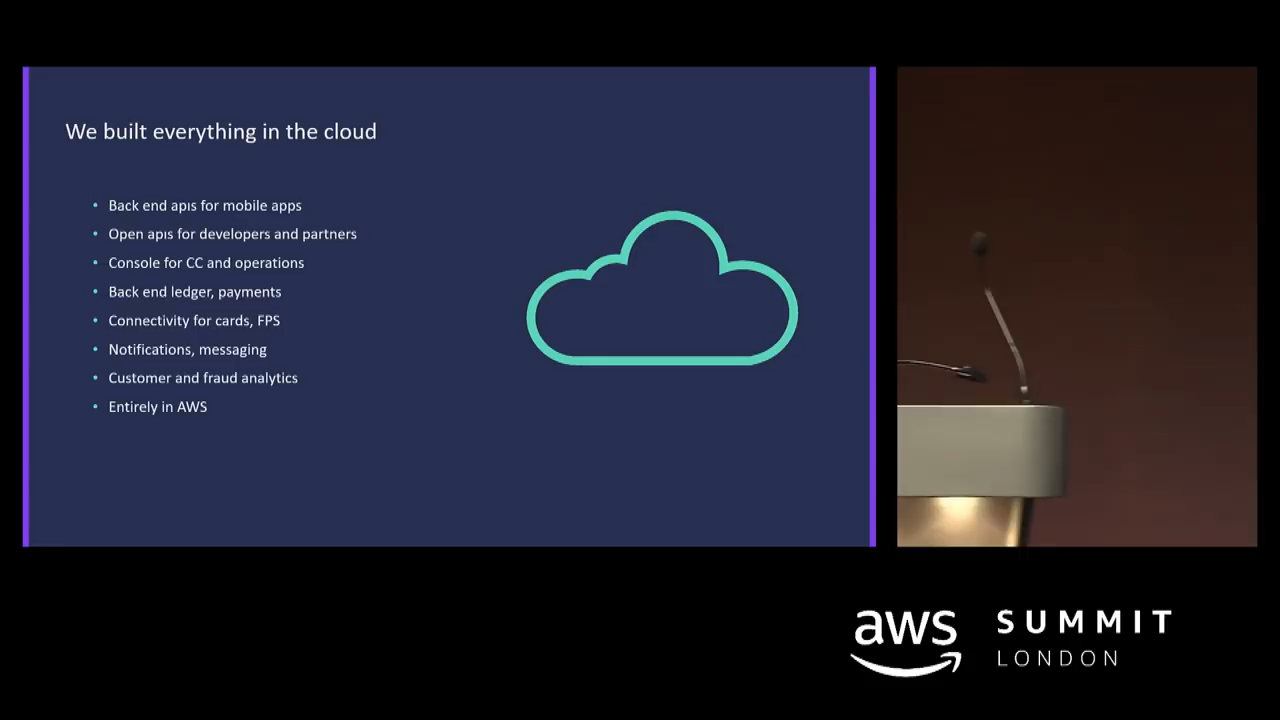 We built everything in the cloud
• Back end apis for mobile apps
• Open apis for developers and partners
• Console for CC and operations
• Back end ledger, payments
• Connectivity for cards, FPS
• Notifications, messaging
• Customer and fraud analytics
• Entirely in AWS
aws SUMMIT
LONDON